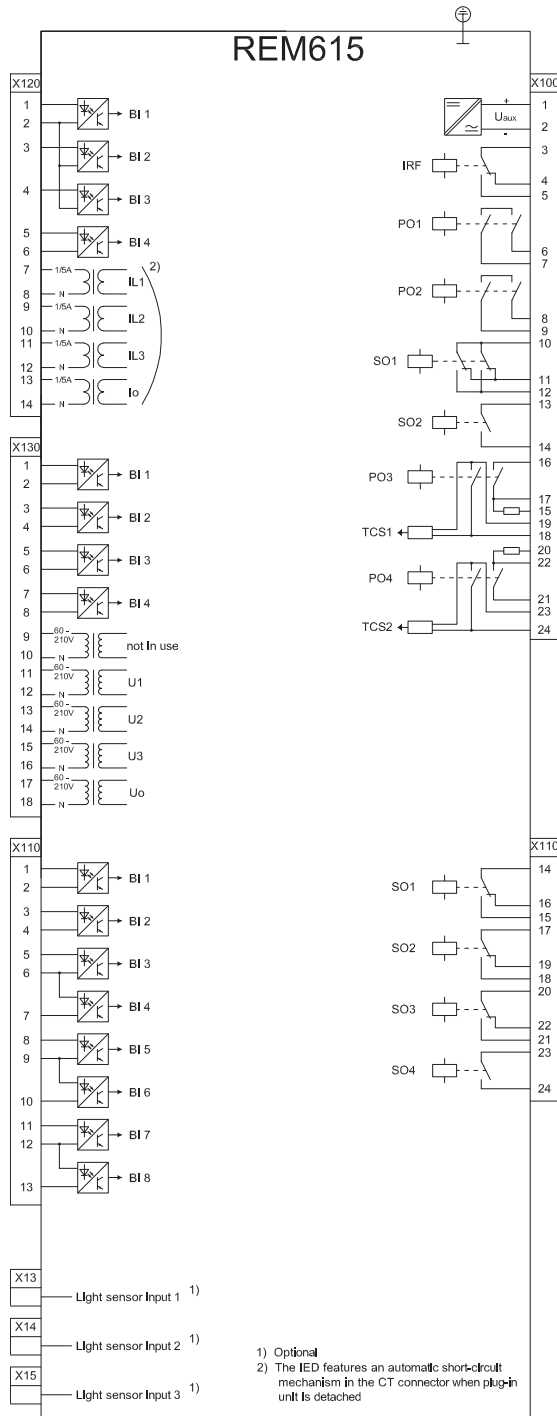 REM615
X120
1
2
BI 1
3
BI 2
4
BI 3
5
6
BI 4
7
1/5A
8
N
IL1
2)
9
1/5A
10
N
IL2
11
1/5A
12
N
IL3
13
1/5A
14
N
Io
X130
1
2
BI 1
3
4
BI 2
5
6
BI 3
7
8
BI 4
9
60 -
210V
10
N
not in use
11
60 -
210V
12
N
U1
13
60 -
210V
14
N
U2
15
60 -
210V
16
N
U3
17
60 -
210V
18
N
Uo
X110
1
2
BI 1
3
4
BI 2
5
6
BI 3
BI 4
7
8
9
BI 5
BI 6
10
11
12
BI 7
BI 8
13
X13
Light sensor input 1 1)
X14
Light sensor input 2 1)
X15
Light sensor input 3 1)
X100
+
1
Uaux
2
-
IRF
3
4
5
PO1
6
7
PO2
8
9
10
SO1
11
12
SO2
13
14
PO3
16
17
15
19
TCS1
18
20
22
PO4
21
23
TCS2
24
X110
SO1
14
16
15
SO2
17
19
18
SO3
20
22
21
SO4
23
24
1) Optional
2) The IED features an automatic short-circuit
mechanism in the CT connector when plug-in
unit is detached